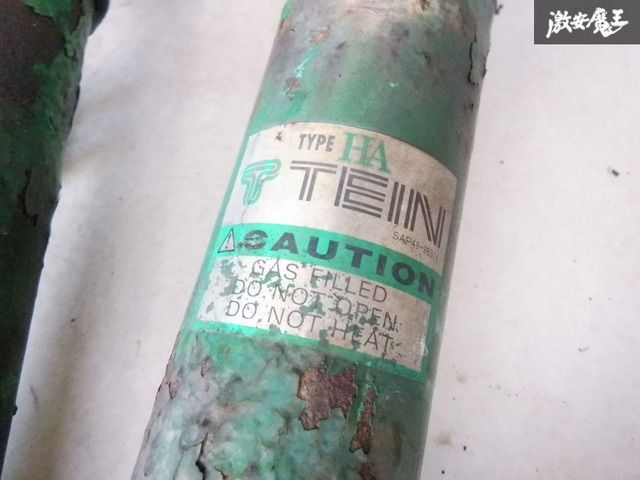 激安魔王
TYPE HA
TEIN
CAUTION
GAS FILLED
DO NOT OPEN.
DO NOT HEAT.